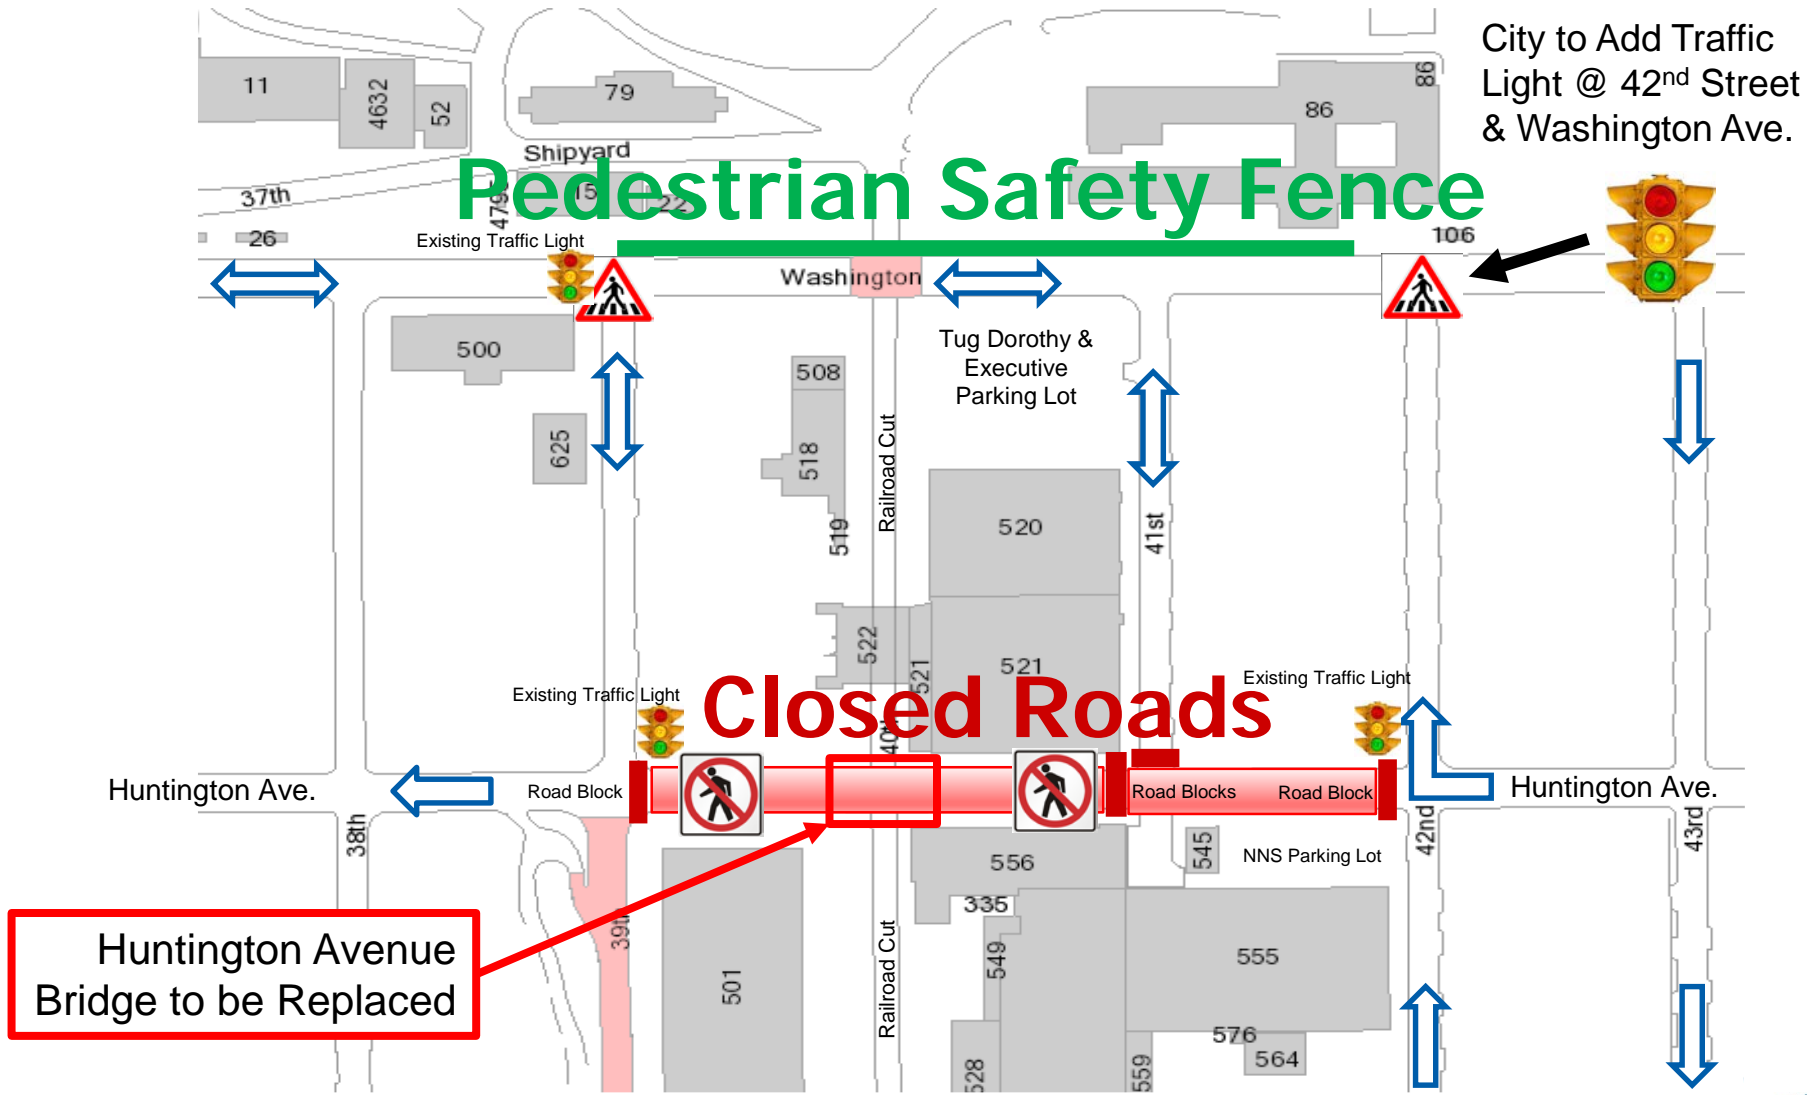 City to Add Traffic
Light @ 42nd Street
& Washington Ave.
11
4632
52
79
86
86
Shipyard
Pedestrian Safety Fence
37th
479
15
22
26
Existing Traffic Light
106
Washington
500
508
Tug Dorothy &
Executive
Parking Lot
625
518
Railroad Cut
519
520
41st
522
521
521
Existing Traffic Light
Existing Traffic Light
Closed Roads
40th
Huntington Ave.
Road Block
Road Blocks
Road Block
Huntington Ave.
38th
42nd
43rd
556
545
NNS Parking Lot
335
39th
Huntington Avenue
Bridge to be Replaced
501
Railroad Cut
549
555
576
564
528
559